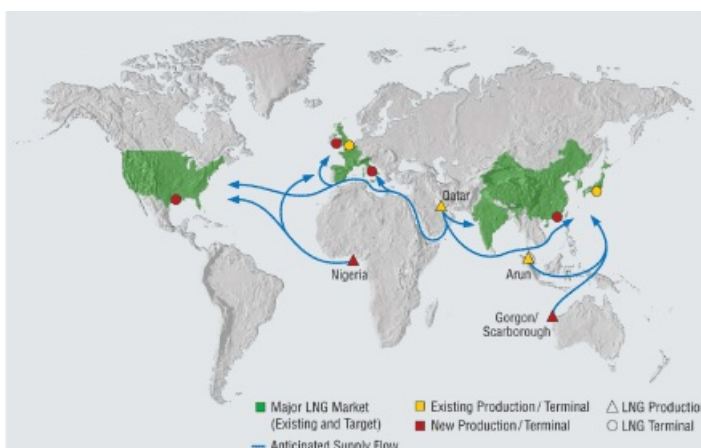 Qatar
Nigeria
Arun
Gorgon/
Scarborough
Major LNG Market
(Existing and Target)
Existing Production / Terminal
New Production / Terminal
LNG Productio
LNG Terminal
Anticipated Supply Flow